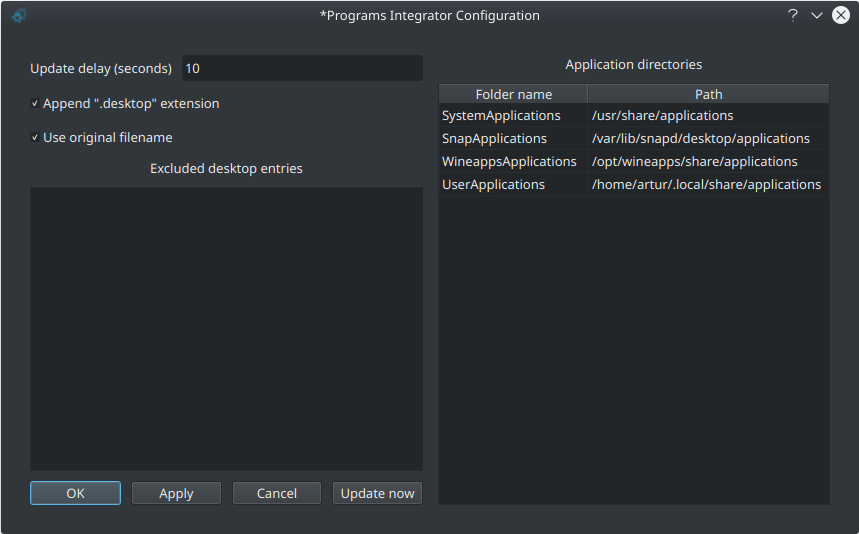 *Programs Integrator Configuration
?
Update delay (seconds) 10
Append ".desktop" extension
Use original filename
Excluded desktop entries
OK Apply Cancel Update now
Application directories
Folder name Path
SystemApplications /usr/share/applications
SnapApplications /var/lib/snapd/desktop/applications
WineappsApplications /opt/wineapps/share/applications
UserApplications /home/artur/.local/share/applications